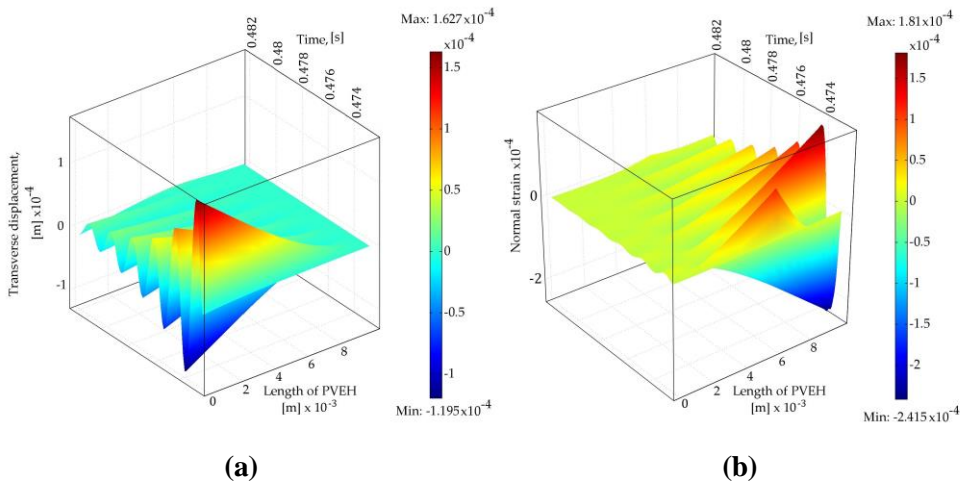 Max: 1.627x10-4
x10-4
Time, [s]
0.482
0.48
0.478
0.476
0.474
Transverse displacement,
[m] x10-4
1
0
-1
0
2
4
6
8
Length of PVEH
[m] x 10-3
1.5
1
0.5
0
-0.5
-1
Min: -1.195x10-4
(a)
Max: 1.81x10-4
x10-4
Time, [s]
0.482
0.48
0.478
0.476
0.474
Normal strain x10-4
0
-2
0
2
4
6
8
Length of PVEH
[m] x 10-3
1.5
1
0.5
0
-0.5
-1
-1.5
-2
Min: -2.415x10-4
(b)